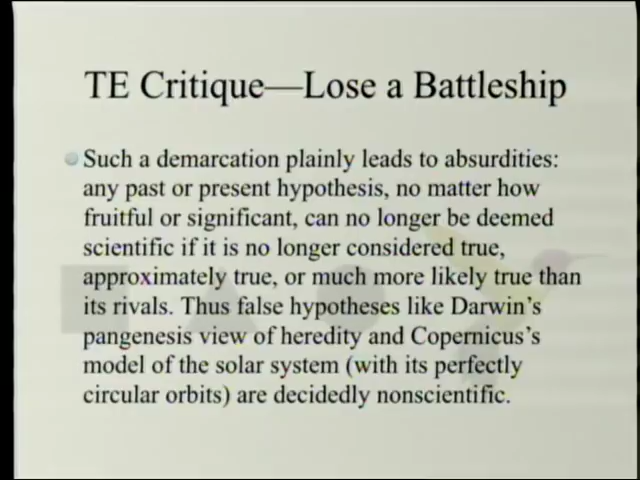 TE Critique—Lose a Battleship
Such a demarcation plainly leads to absurdities:
any past or present hypothesis, no matter how
fruitful or significant, can no longer be deemed
scientific if it is no longer considered true,
approximately true, or much more likely true than
its rivals. Thus false hypotheses like Darwin's
pangenesis view of heredity and Copernicus's
model of the solar system (with its perfectly
circular orbits) are decidedly nonscientific.